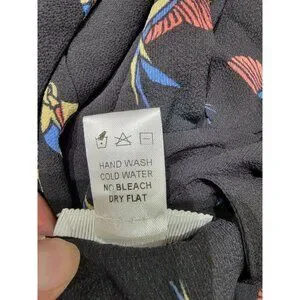 HAND WASH
COLD WATER
NO BLEACH
DRY FLAT